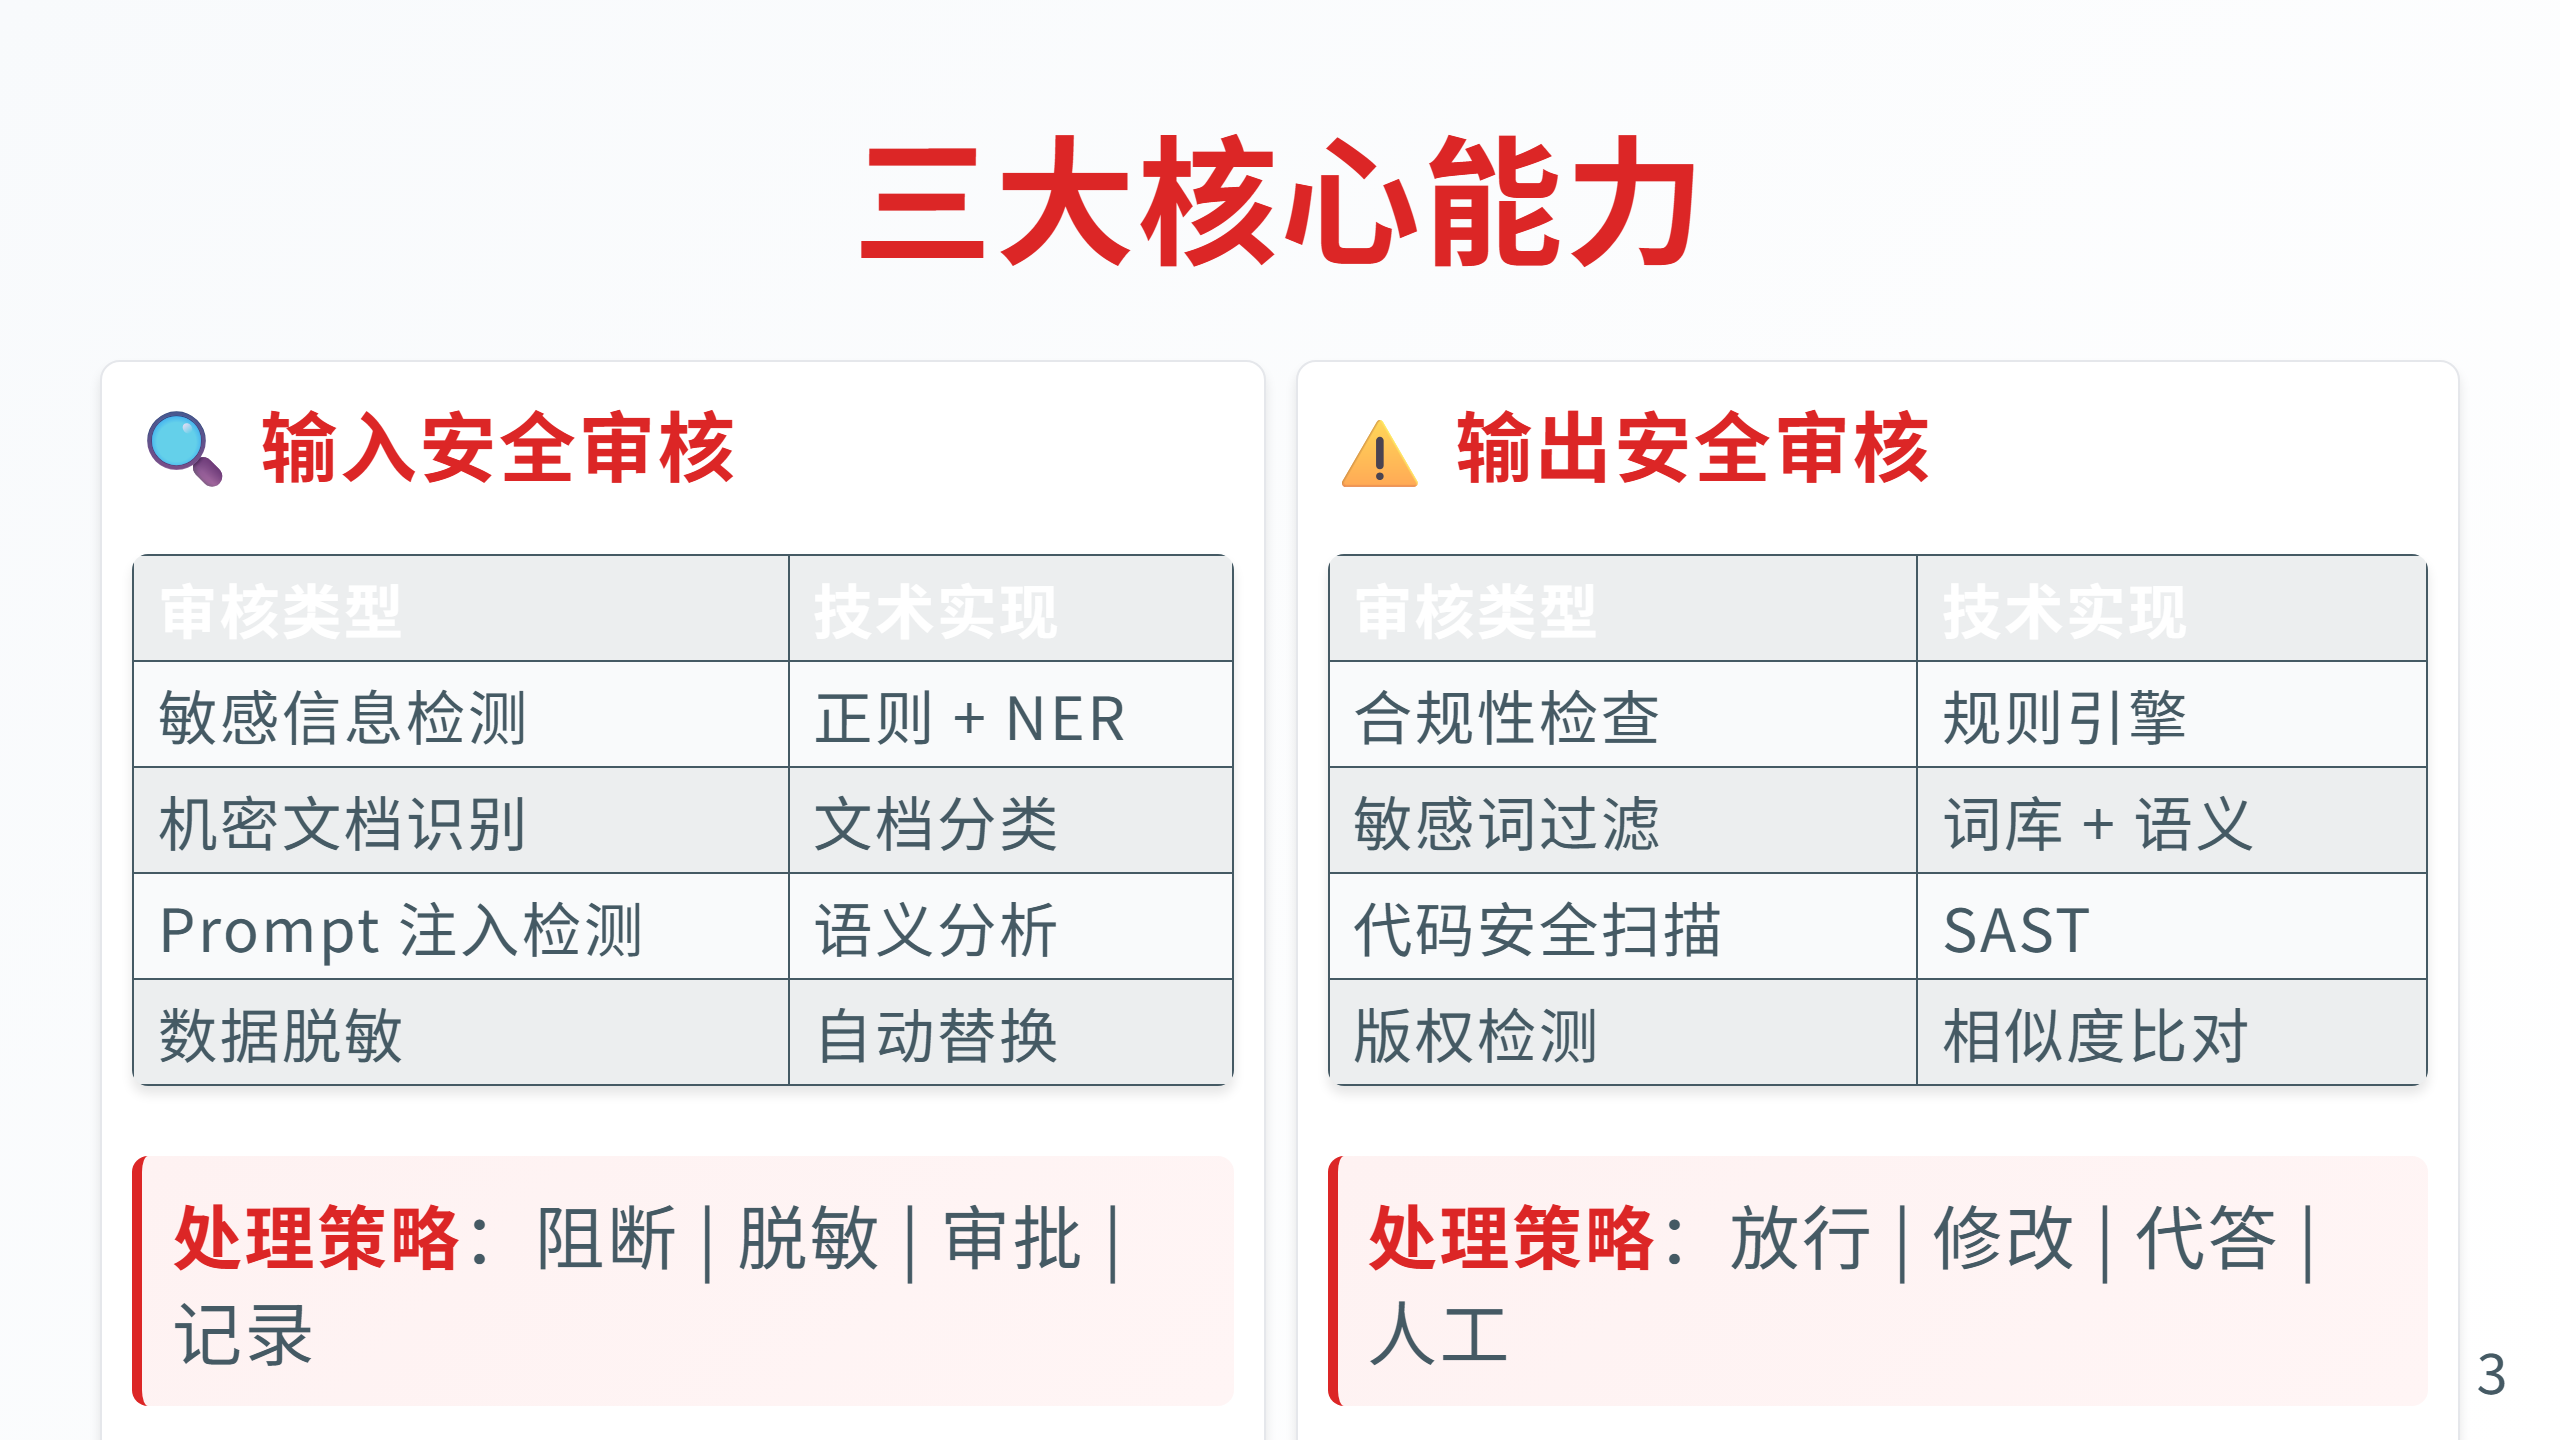 三大核心能力
输入安全审核
审核类型 技术实现
敏感信息检测 正则 + NER
机密文档识别 文档分类
Prompt 注入检测 语义分析
数据脱敏 自动替换
处理策略：阻断 | 脱敏 | 审批 |
记录
输出安全审核
审核类型 技术实现
合规性检查 规则引擎
敏感词过滤 词库 + 语义
代码安全扫描 SAST
版权检测 相似度比对
处理策略：放行 | 修改 | 代答 |
人工
3